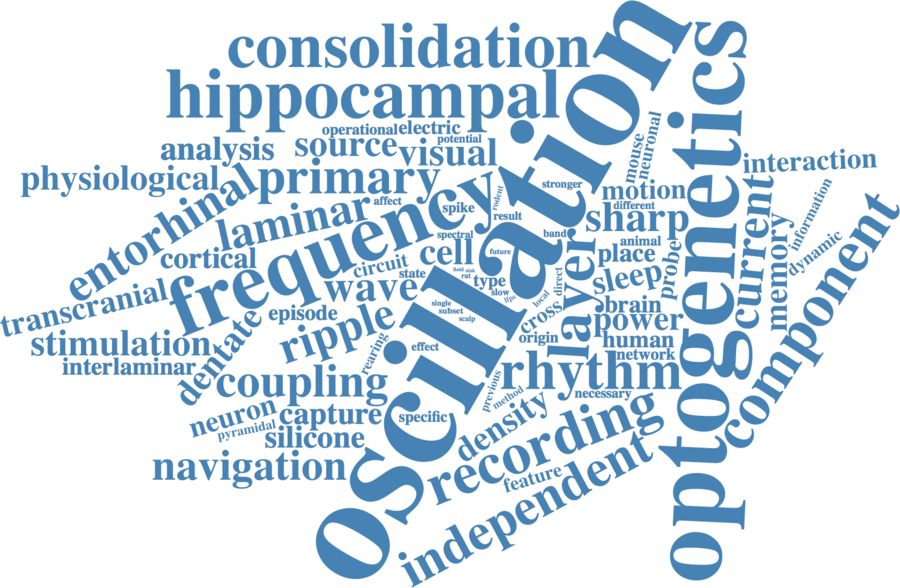 consolidation
hippocampal
oscillation
optogenetics
operational
electric
potential
analysis
source
visual
mouse
neuronal
interaction
physiological
primary
stronger
motion
affect
rodent
different
entorhinal
laminar
frequency
spike
result
sharp
current
information
component
cortical
spectral
band
animal
cell
future
place
probe
memory
dynamic
circuit
state
field
sink
rat
type
slow
lfps
direct
local
layer
sleep
transcranial
wave
episode
single
subset
scalp
cross
brain
power
stimulation
dentate
ripple
rearing
effect
origin
human
network
interlaminar
coupling
rhythm
previous
method
necessary
neuron
pyramidal
capture
specific
silicone
density
recording
navigation
feature
independent